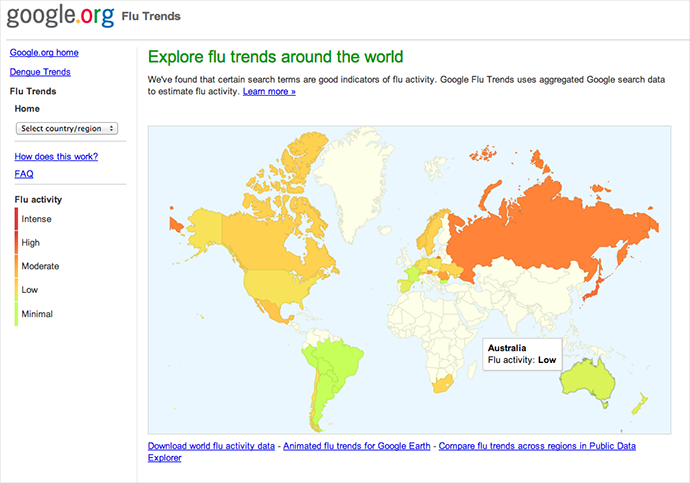 google.org Flu Trends
Google.org home
Dengue Trends
Flu Trends
Home
Select country/region
How does this work?
FAQ
Flu activity
Intense
High
Moderate
Low
Minimal
Explore flu trends around the world
We've found that certain search terms are good indicators of flu activity. Google Flu Trends uses aggregated Google search data
to estimate flu activity. Learn more »
Australia
Flu activity: Low
Download world flu activity data - Animated flu trends for Google Earth - Compare flu trends across regions in Public Data
Explorer